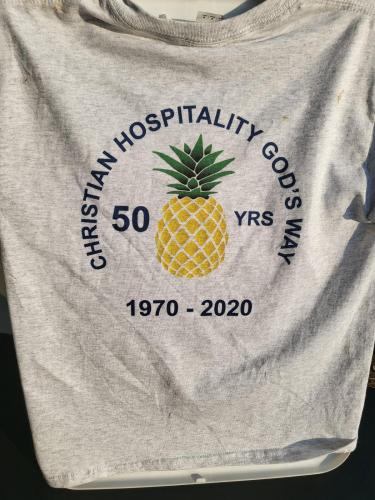 CHRISTIAN HOSPITALITY GOD'S WAY
50 YRS
1970 - 2020